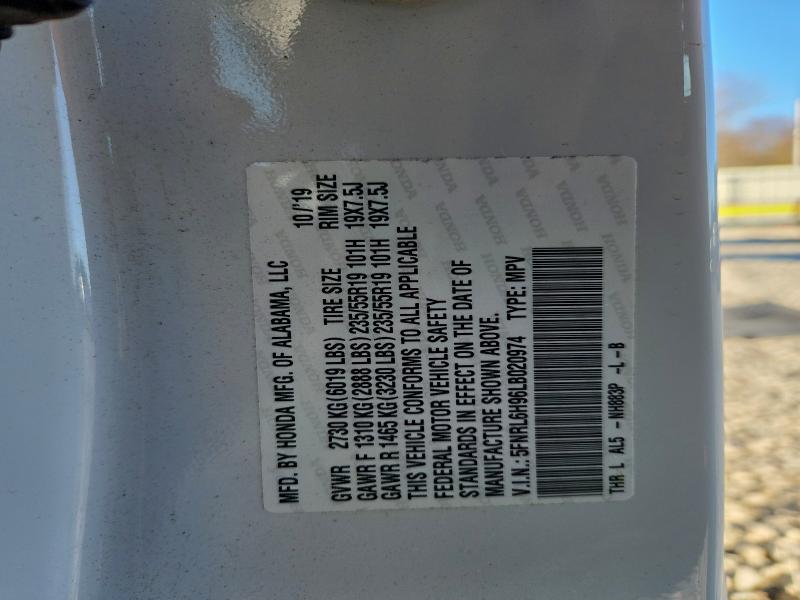 MFD. BY HONDA MFG. OF ALABAMA, LLC 10/'19
GVWR 2730 KG(6019 LBS) TIRE SIZE RIM SIZE
GAWR F 1310 KG(2888 LBS)235/55R19 101H 19X7.5J
GAWR R 1465 KG(3230 LBS)235/55R19 101H 19X7.5J
THIS VEHICLE CONFORMS TO ALL APPLICABLE
FEDERAL MOTOR VEHICLE SAFETY
STANDARDS IN EFFECT ON THE DATE OF
MANUFACTURE SHOWN ABOVE.
V.I.N.: 5FNRL6H96LB020974 TYPE: MPV
THR L AL5 -NH883P -L-B